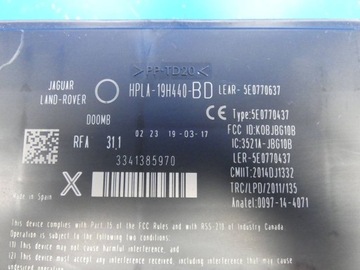 >PP-TD20<
JAGUAR
LAND-ROVER
HPLA-19H440-BD LEAR-5E0770637
D00MB
CE Type:5E0770437
FCC ID:KOBJBG10B
02 23 19-03-17
RFA 31.1
IC:3521A-JBG10B
LER-5E0770437
3341385970
CMIIT:2014DJ1332
TRC/LPD/2011/135
X
Anatel:0097-14-4071
Made in Spain
This device complies with Part 15 of the FCC Rules and with RSS-210 of Industry Canada.
Operation is subject to the following two conditions:
(1) This device may not cause harmful interference, and
(2) This device must accept any interference received,
including interference that may cause undesired